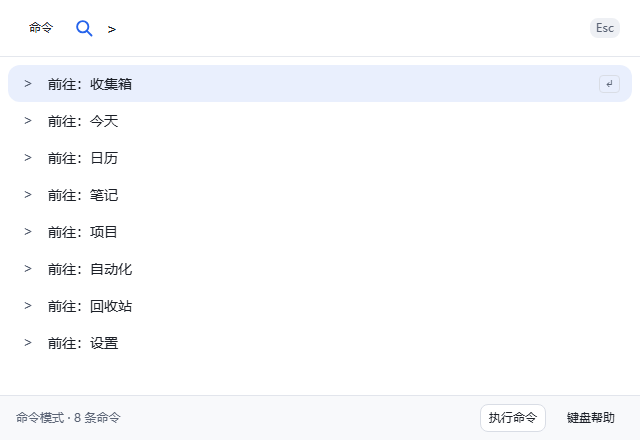 命令 > Esc
> 前往：收集箱 ↵
> 前往：今天
> 前往：日历
> 前往：笔记
> 前往：项目
> 前往：自动化
> 前往：回收站
> 前往：设置
命令模式 · 8 条命令 执行命令 键盘帮助